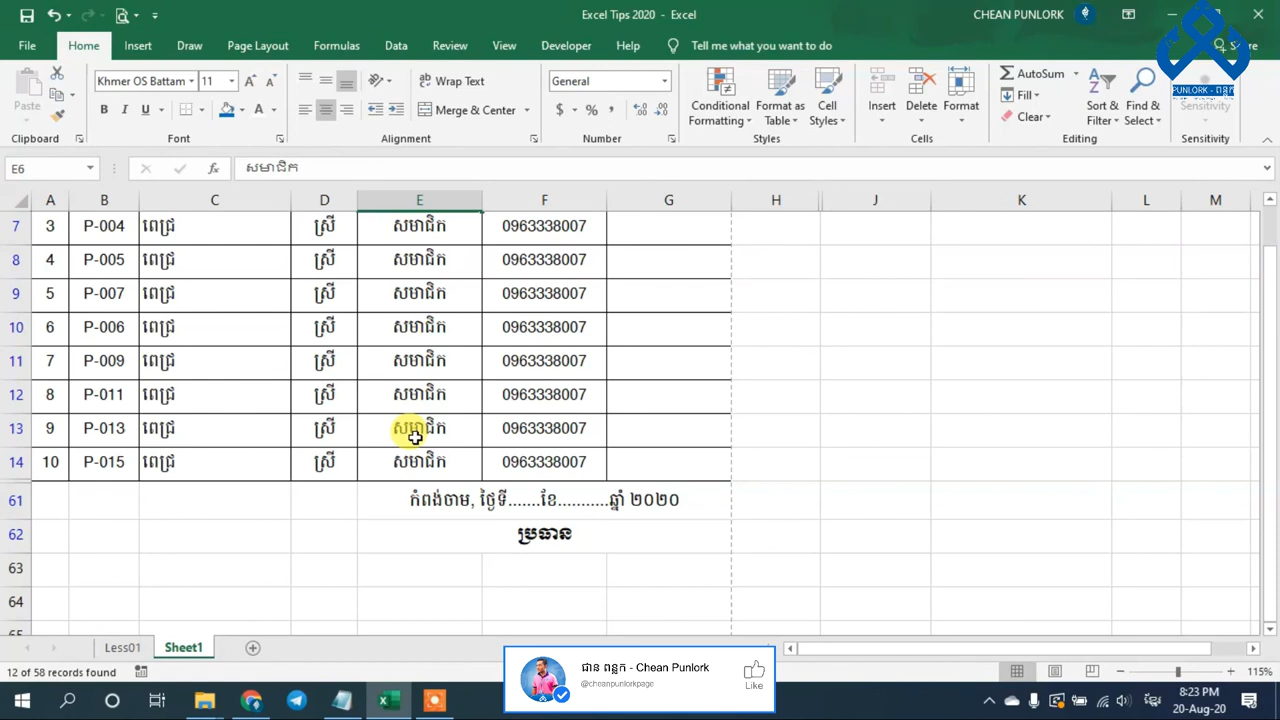 Excel Tips 2020 - Excel
CHEAN PUNLORK
File Home Insert Draw Page Layout Formulas Data Review View Developer Help Tell me what you want to do Share
PUNLORK - ពន្លក
Paste
Clipboard
Khmer OS Battam 11
B I U
Font
Wrap Text
Merge & Center
Alignment
General
$ % ,
Number
Conditional Formatting
Format as Table
Cell Styles
Styles
Insert Delete Format
Cells
AutoSum
Fill
Clear
Sort & Filter
Find & Select
Editing
Sensitivity
Sensitivity
E6 fx សមាជិក
A B C D E F G H J K L M
7 3 P-004 ពេជ្រ ស្រី សមាជិក 0963338007
8 4 P-005 ពេជ្រ ស្រី សមាជិក 0963338007
9 5 P-007 ពេជ្រ ស្រី សមាជិក 0963338007
10 6 P-006 ពេជ្រ ស្រី សមាជិក 0963338007
11 7 P-009 ពេជ្រ ស្រី សមាជិក 0963338007
12 8 P-011 ពេជ្រ ស្រី សមាជិក 0963338007
13 9 P-013 ពេជ្រ ស្រី សមាជិក 0963338007
14 10 P-015 ពេជ្រ ស្រី សមាជិក 0963338007
61 កំពង់ចាម, ថ្ងៃទី.......ខែ...........ឆ្នាំ ២០២០
62 ប្រធាន
63
64
65
Less01 Sheet1
12 of 58 records found
115%
ជាន ពន្លក - Chean Punlork
@cheanpunlorkpage
Like
8:23 PM
20-Aug-20